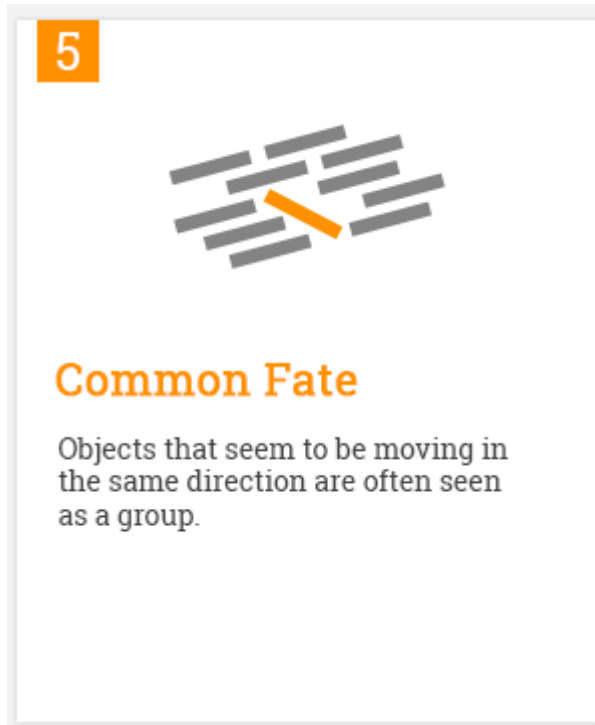 5
Common Fate
Objects that seem to be moving in
the same direction are often seen
as a group.